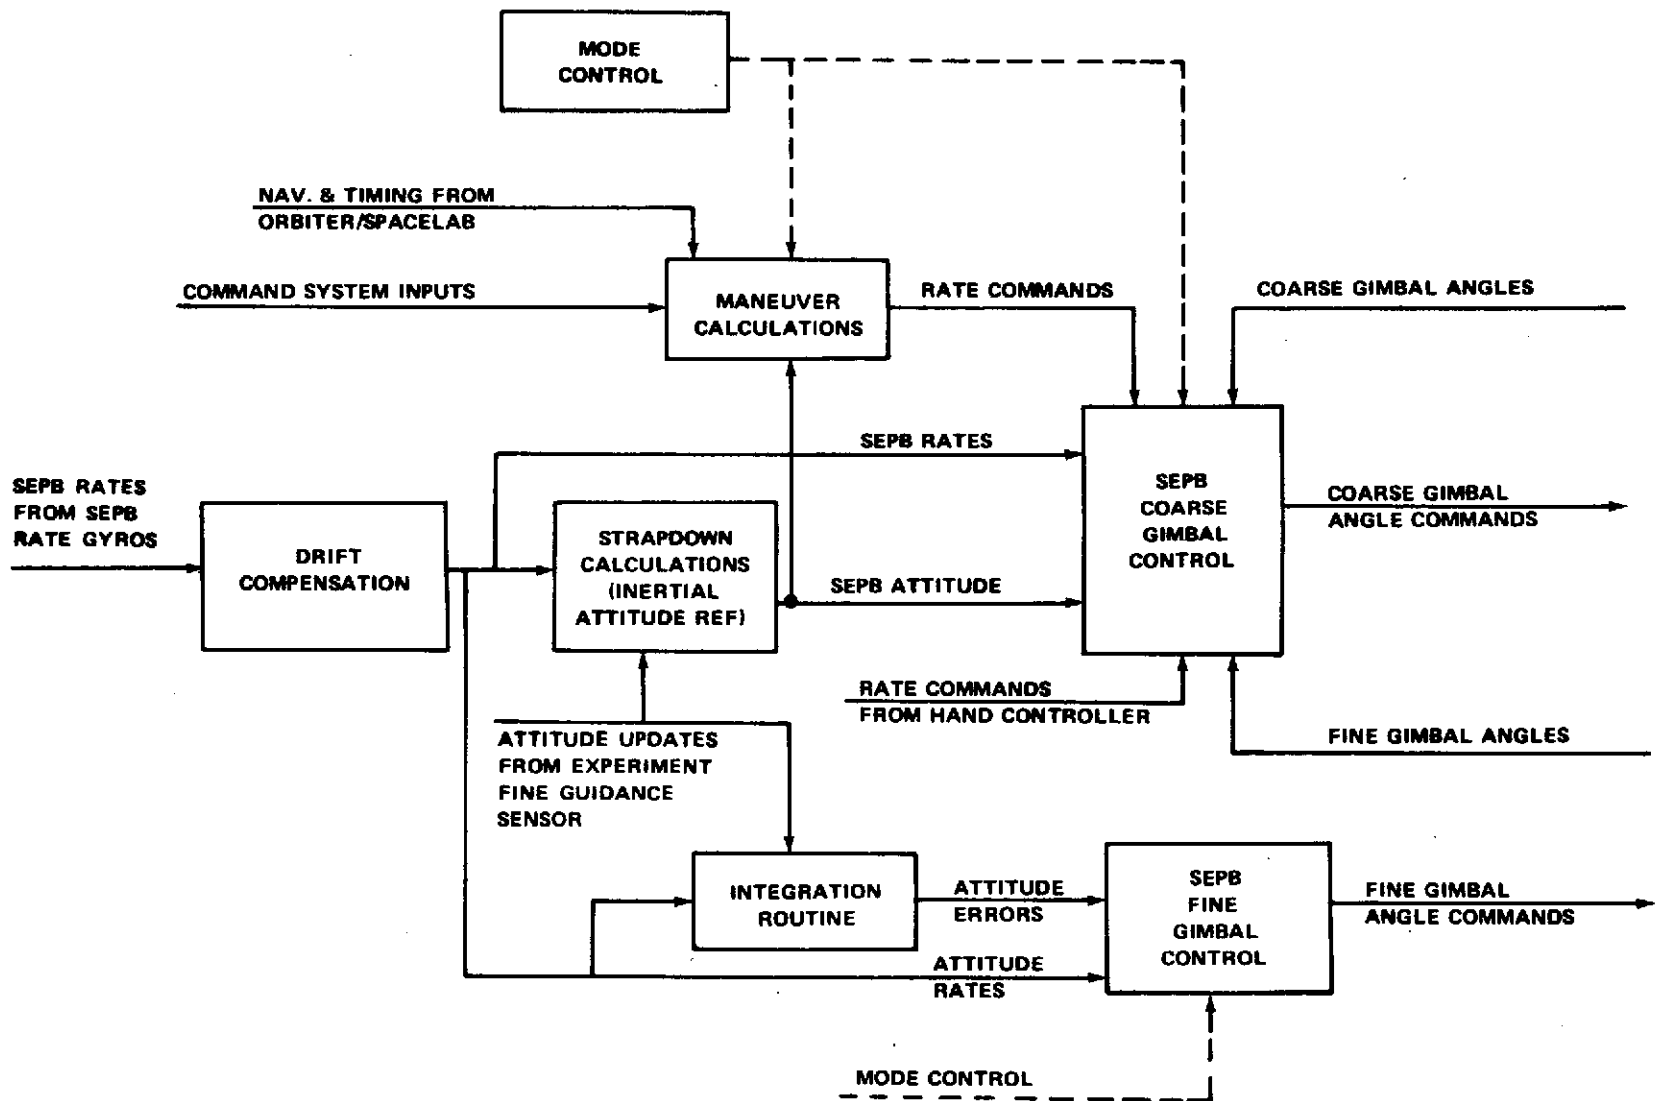 MODE
CONTROL
NAV. & TIMING FROM
ORBITER/SPACELAB
COMMAND SYSTEM INPUTS
MANEUVER
CALCULATIONS
RATE COMMANDS
COARSE GIMBAL ANGLES
SEPB RATES
SEPB RATES
FROM SEPB
RATE GYROS
DRIFT
COMPENSATION
STRAPDOWN
CALCULATIONS
(INERTIAL
ATTITUDE REF)
SEPB ATTITUDE
SEPB
COARSE
GIMBAL
CONTROL
COARSE GIMBAL
ANGLE COMMANDS
RATE COMMANDS
FROM HAND CONTROLLER
FINE GIMBAL ANGLES
ATTITUDE UPDATES
FROM EXPERIMENT
FINE GUIDANCE
SENSOR
INTEGRATION
ROUTINE
ATTITUDE
ERRORS
ATTITUDE
RATES
SEPB
FINE
GIMBAL
CONTROL
FINE GIMBAL
ANGLE COMMANDS
MODE CONTROL